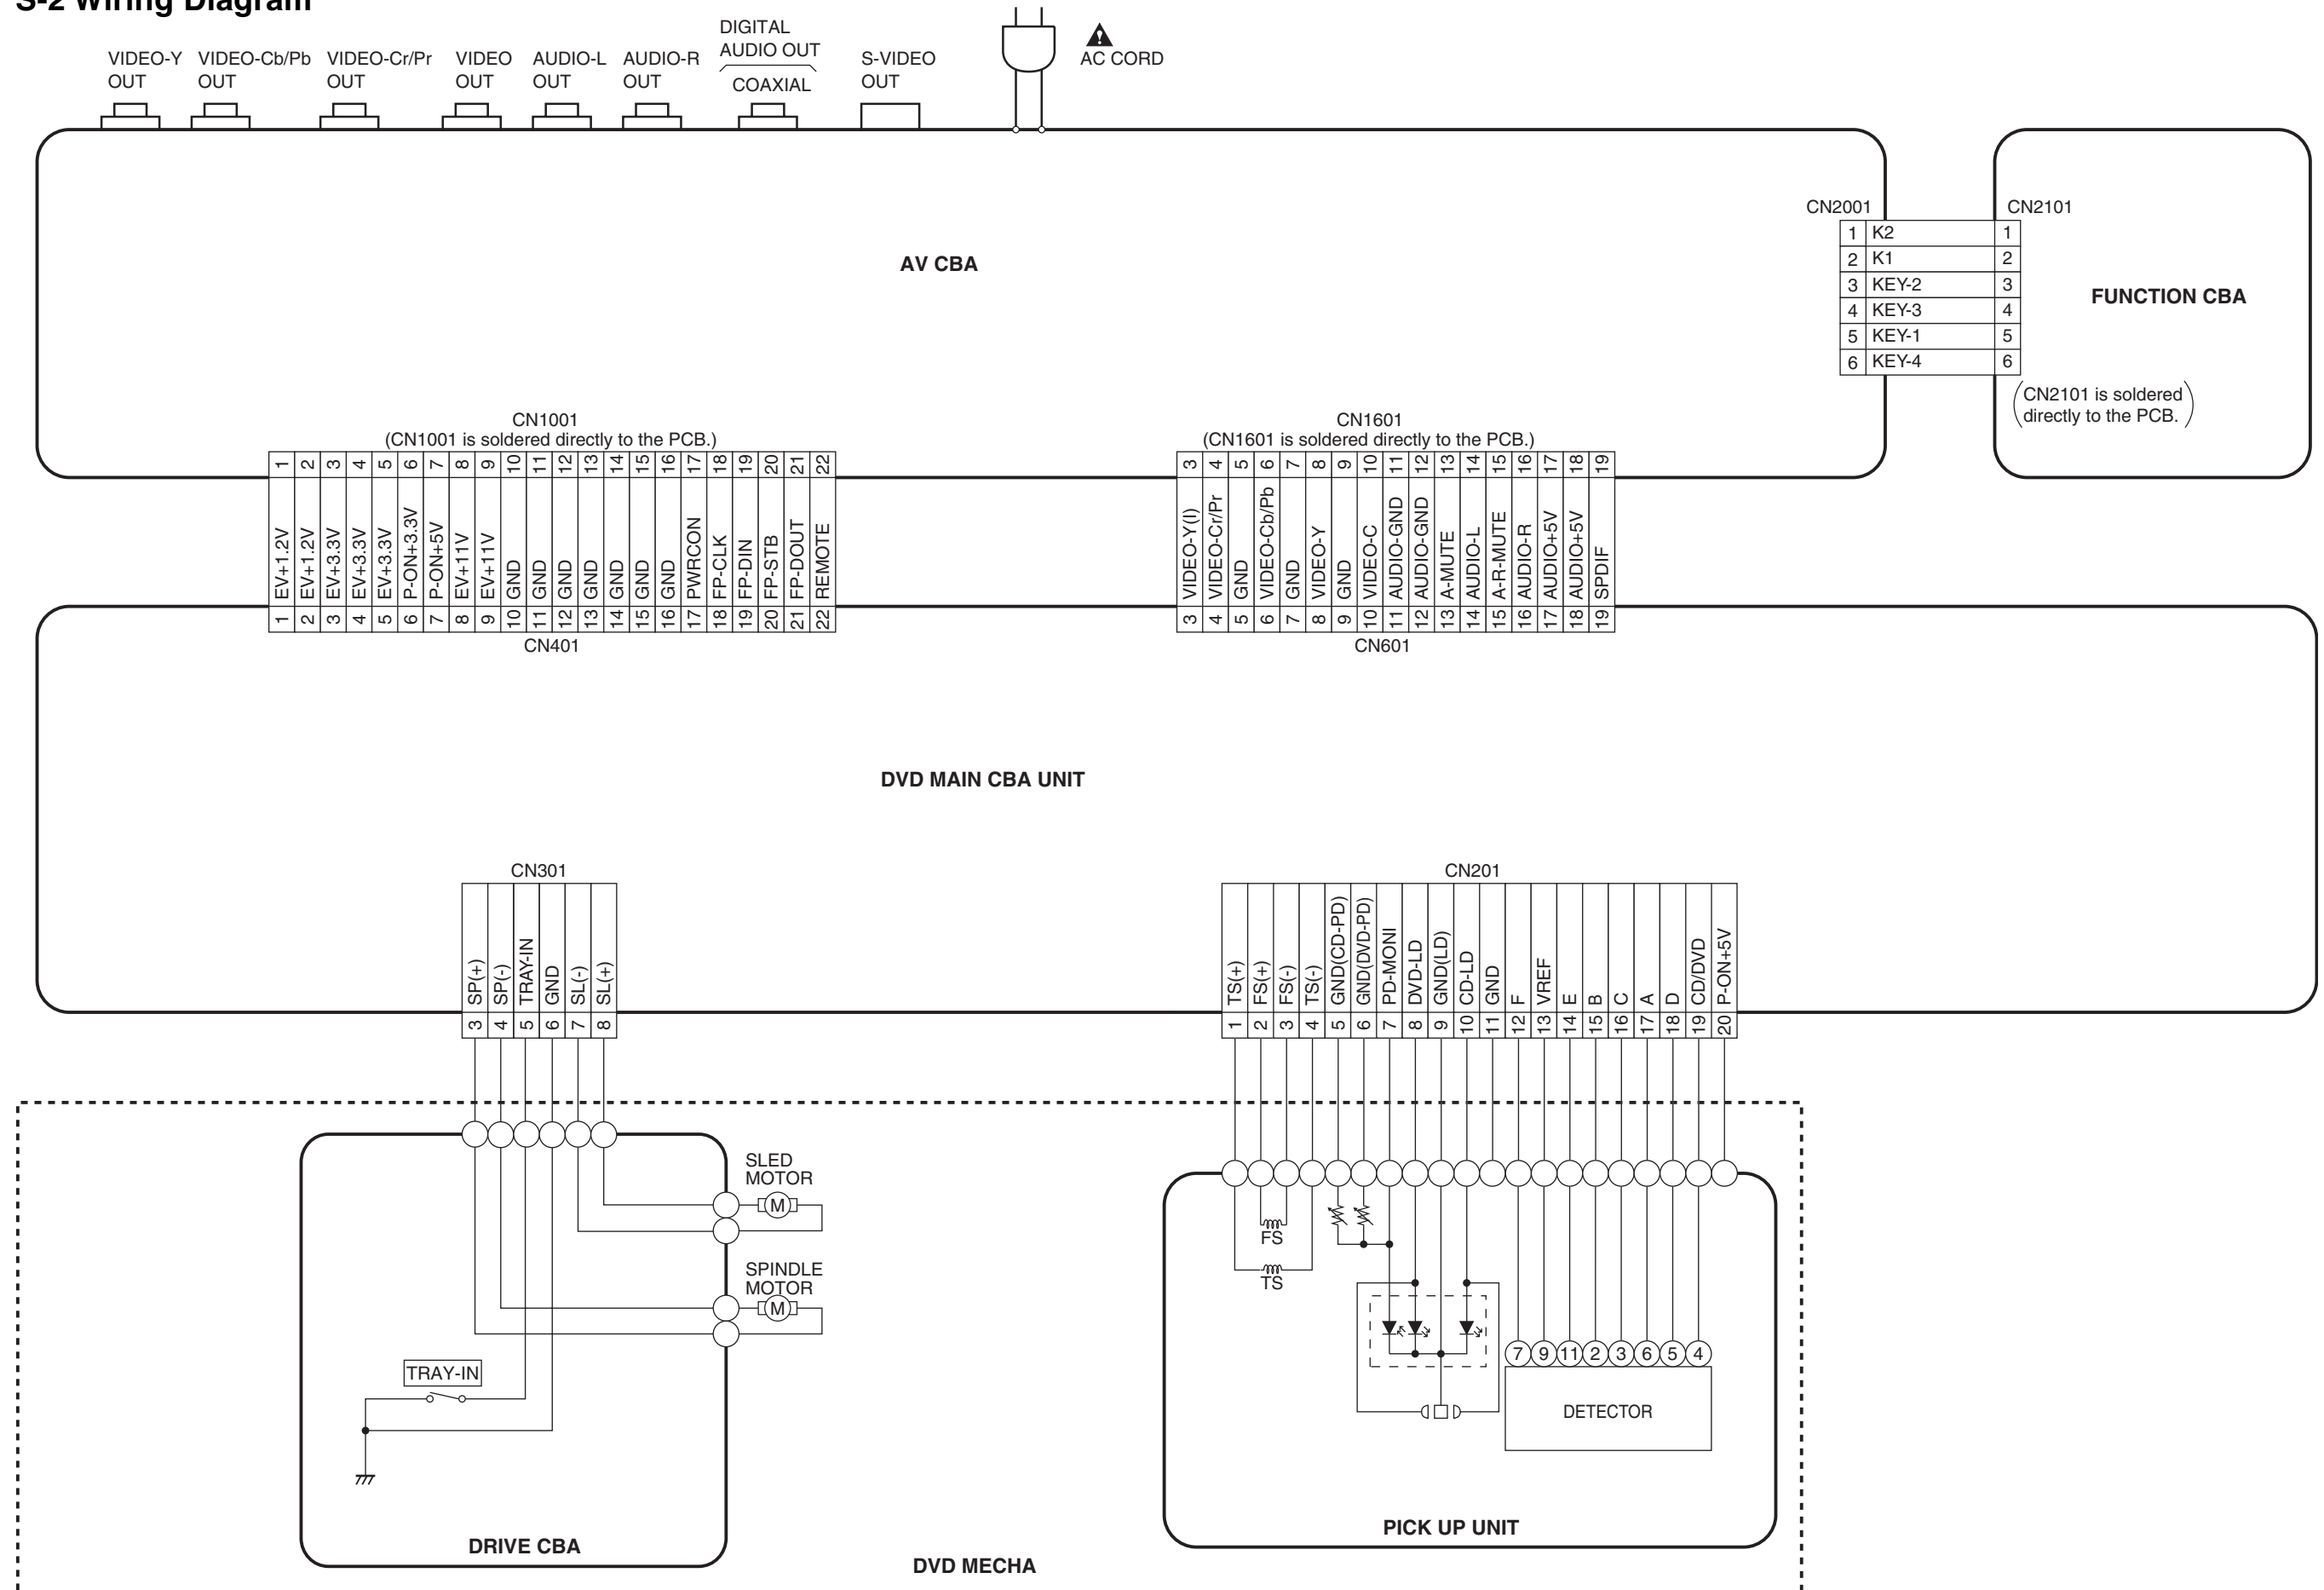 S-2 Wiring Diagram
VIDEO-Y OUT
VIDEO-Cb/Pb OUT
VIDEO-Cr/Pr OUT
VIDEO OUT
AUDIO-L OUT
AUDIO-R OUT
DIGITAL AUDIO OUT
COAXIAL
S-VIDEO OUT
! AC CORD
AV CBA
CN2001
CN2101
1 K2 1
2 K1 2
3 KEY-2 3
4 KEY-3 4
5 KEY-1 5
6 KEY-4 6
FUNCTION CBA
(CN2101 is soldered
directly to the PCB.)
CN1001
(CN1001 is soldered directly to the PCB.)
1 EV+1.2V 1
2 EV+1.2V 2
3 EV+3.3V 3
4 EV+3.3V 4
5 EV+3.3V 5
6 P-ON+3.3V 6
7 P-ON+5V 7
8 EV+11V 8
9 EV+11V 9
10 GND 10
11 GND 11
12 GND 12
13 GND 13
14 GND 14
15 GND 15
16 GND 16
17 PWRCON 17
18 FP-CLK 18
19 FP-DIN 19
20 FP-STB 20
21 FP-DOUT 21
22 REMOTE 22
CN401
CN1601
(CN1601 is soldered directly to the PCB.)
3 VIDEO-Y(I) 3
4 VIDEO-Cr/Pr 4
5 GND 5
6 VIDEO-Cb/Pb 6
7 GND 7
8 VIDEO-Y 8
9 GND 9
10 VIDEO-C 10
11 AUDIO-GND 11
12 AUDIO-GND 12
13 A-MUTE 13
14 AUDIO-L 14
15 A-R-MUTE 15
16 AUDIO-R 16
17 AUDIO+5V 17
18 AUDIO+5V 18
19 SPDIF 19
CN601
DVD MAIN CBA UNIT
CN301
SP(+) 3
SP(-) 4
TRAY-IN 5
GND 6
SL(-) 7
SL(+) 8
CN201
TS(+) 1
FS(+) 2
FS(-) 3
TS(-) 4
GND(CD-PD) 5
GND(DVD-PD) 6
PD-MONI 7
DVD-LD 8
GND(LD) 9
CD-LD 10
GND 11
F 12
VREF 13
E 14
B 15
C 16
A 17
D 18
CD/DVD 19
P-ON+5V 20
SLED
MOTOR
M
SPINDLE
MOTOR
M
TRAY-IN
DRIVE CBA
FS
TS
7 9 11 2 3 6 5 4
DETECTOR
PICK UP UNIT
DVD MECHA